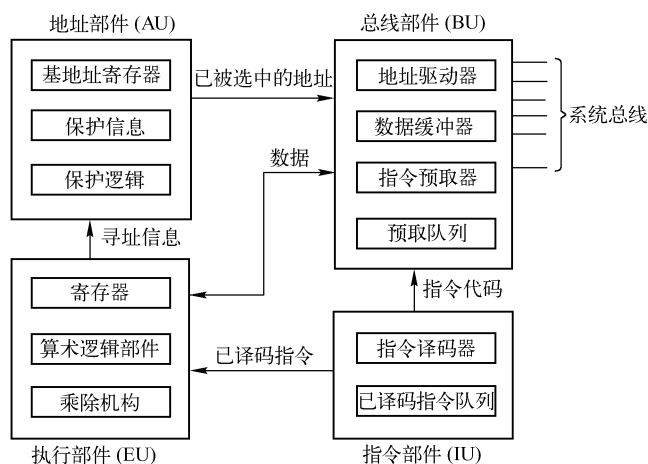 地址部件 (AU)
基地址寄存器
保护信息
保护逻辑
已被选中的地址
总线部件 (BU)
地址驱动器
数据缓冲器
指令预取器
预取队列
系统总线
数据
寻址信息
寄存器
算术逻辑部件
乘除机构
执行部件 (EU)
已译码指令
指令代码
指令译码器
已译码指令队列
指令部件 (IU)